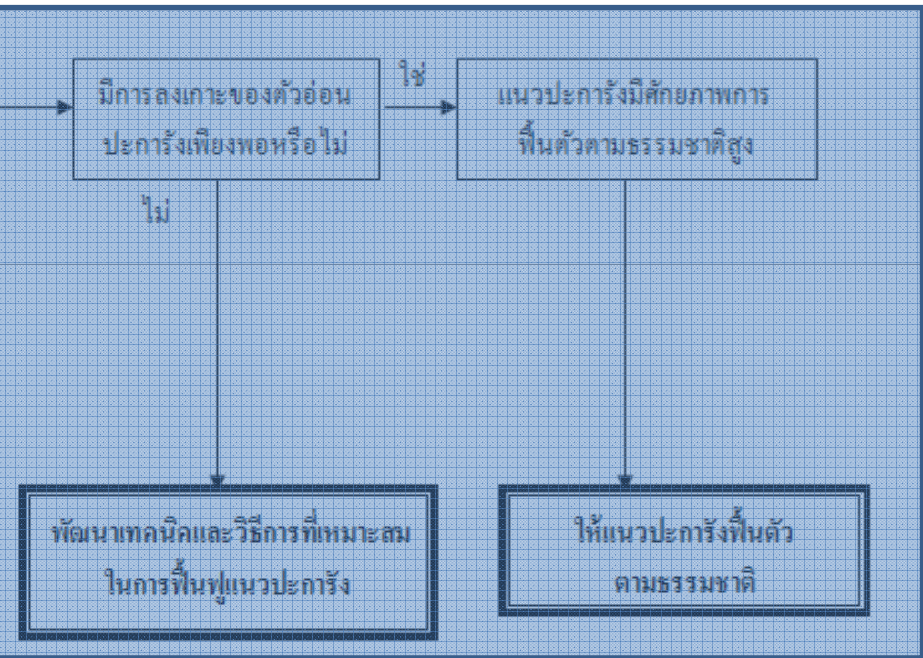 มีการลงเกาะของตัวอ่อน
ปะการังเพียงพอหรือไม่
ใช่
แนวปะการังมีศักยภาพการ
ฟื้นตัวตามธรรมชาติสูง
ไม่
พัฒนาเทคนิคและวิธีการที่เหมาะสม
ในการฟื้นฟูแนวปะการัง
ให้แนวปะการังฟื้นตัว
ตามธรรมชาติ